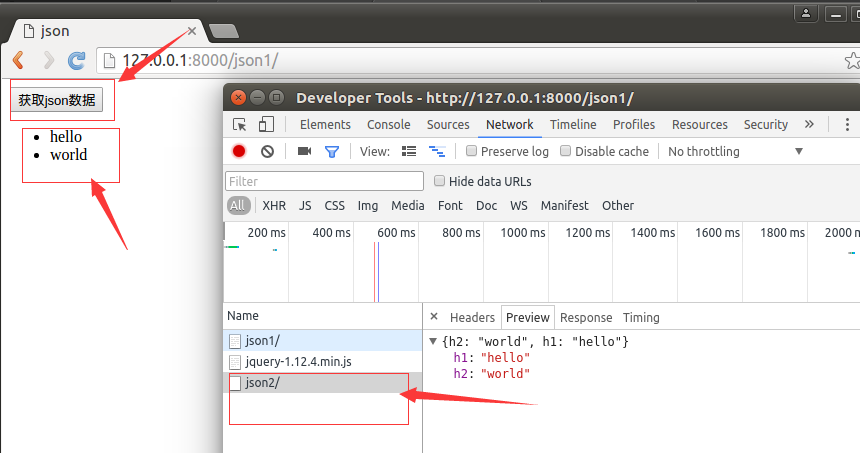 json
127.0.0.1:8000/json1/
获取json数据
hello
world
Developer Tools - http://127.0.0.1:8000/json1/
Elements Console Sources Network Timeline Profiles Resources Security »
View: Preserve log Disable cache No throttling
Filter Hide data URLs
All XHR JS CSS Img Media Font Doc WS Manifest Other
200 ms 400 ms 600 ms 800 ms 1000 ms 1200 ms 1400 ms 1600 ms 1800 ms 2000 ms
Name
× Headers Preview Response Timing
json1/
jquery-1.12.4.min.js
json2/
{h2: "world", h1: "hello"}
h1: "hello"
h2: "world"